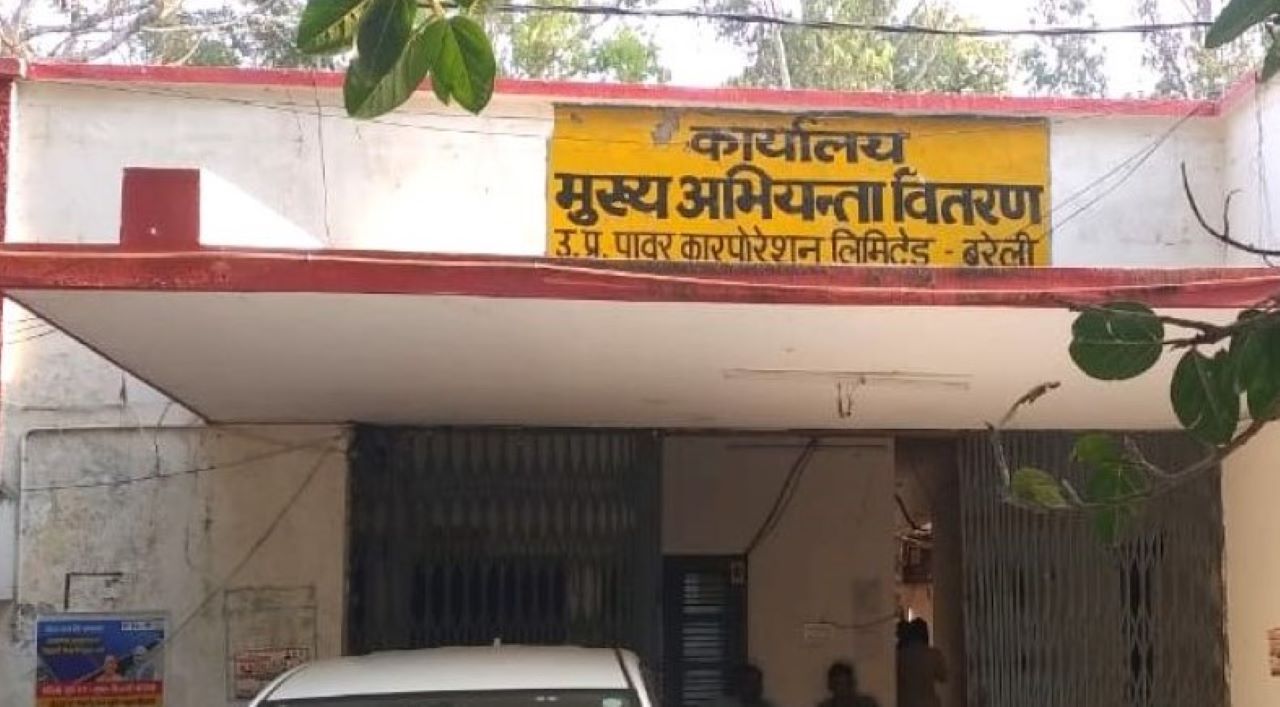 कार्यालय
मुख्य अभियन्ता वितरण
उ. प्र. पावर कारपोरेशन लिमिटेड - बरेली